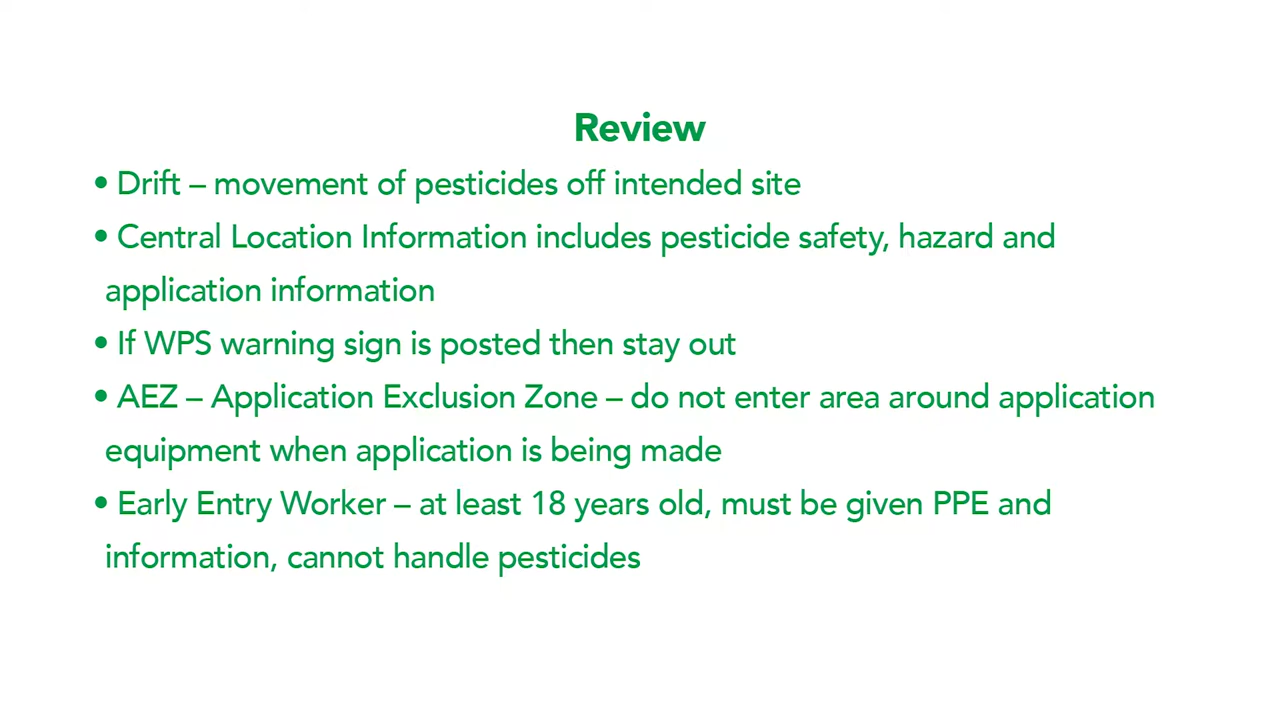 Review
• Drift – movement of pesticides off intended site
• Central Location Information includes pesticide safety, hazard and
application information
• If WPS warning sign is posted then stay out
• AEZ – Application Exclusion Zone – do not enter area around application
equipment when application is being made
• Early Entry Worker – at least 18 years old, must be given PPE and
information, cannot handle pesticides